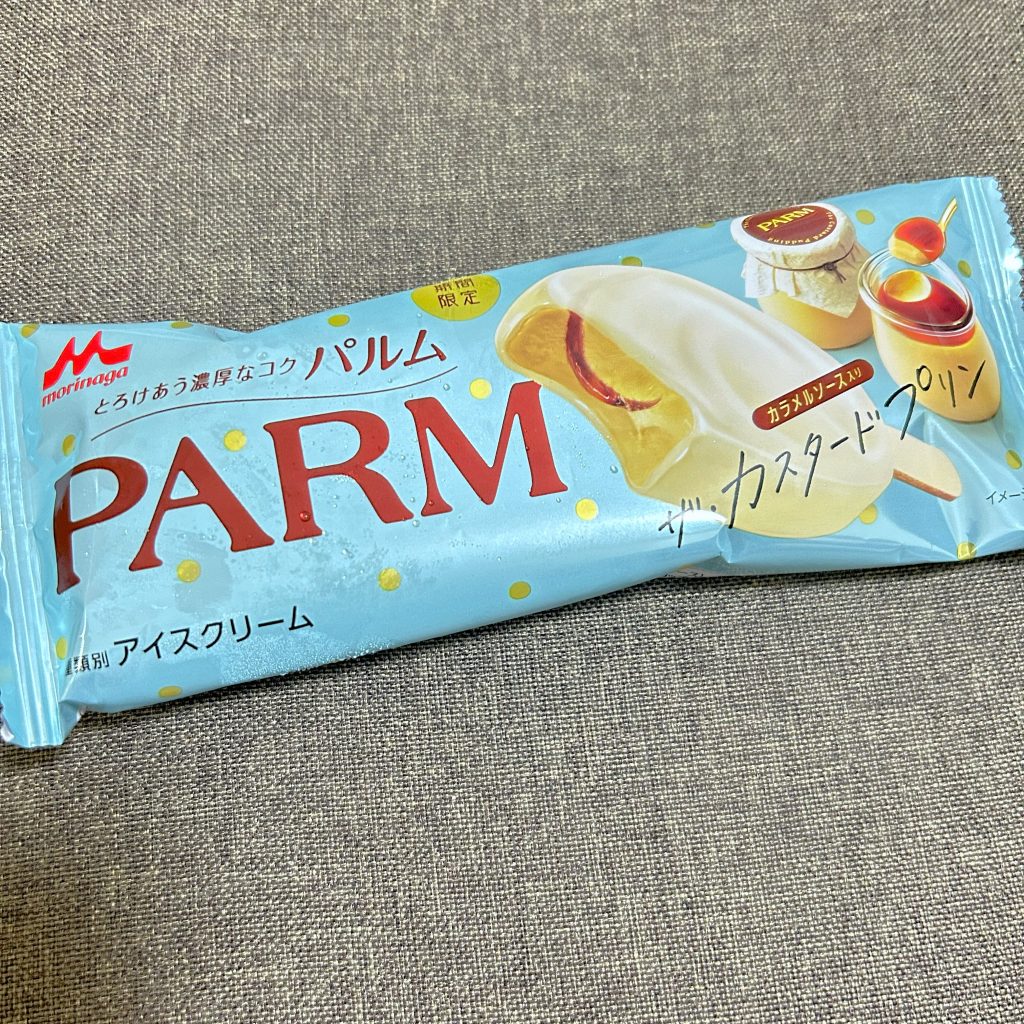 morinaga
とろけあう濃厚なコク パルム
PARM
期間
限定
PARM
Custard Pudding
カラメルソース入り
ザ・カスタードプリン
イメージ
種類別 アイスクリーム